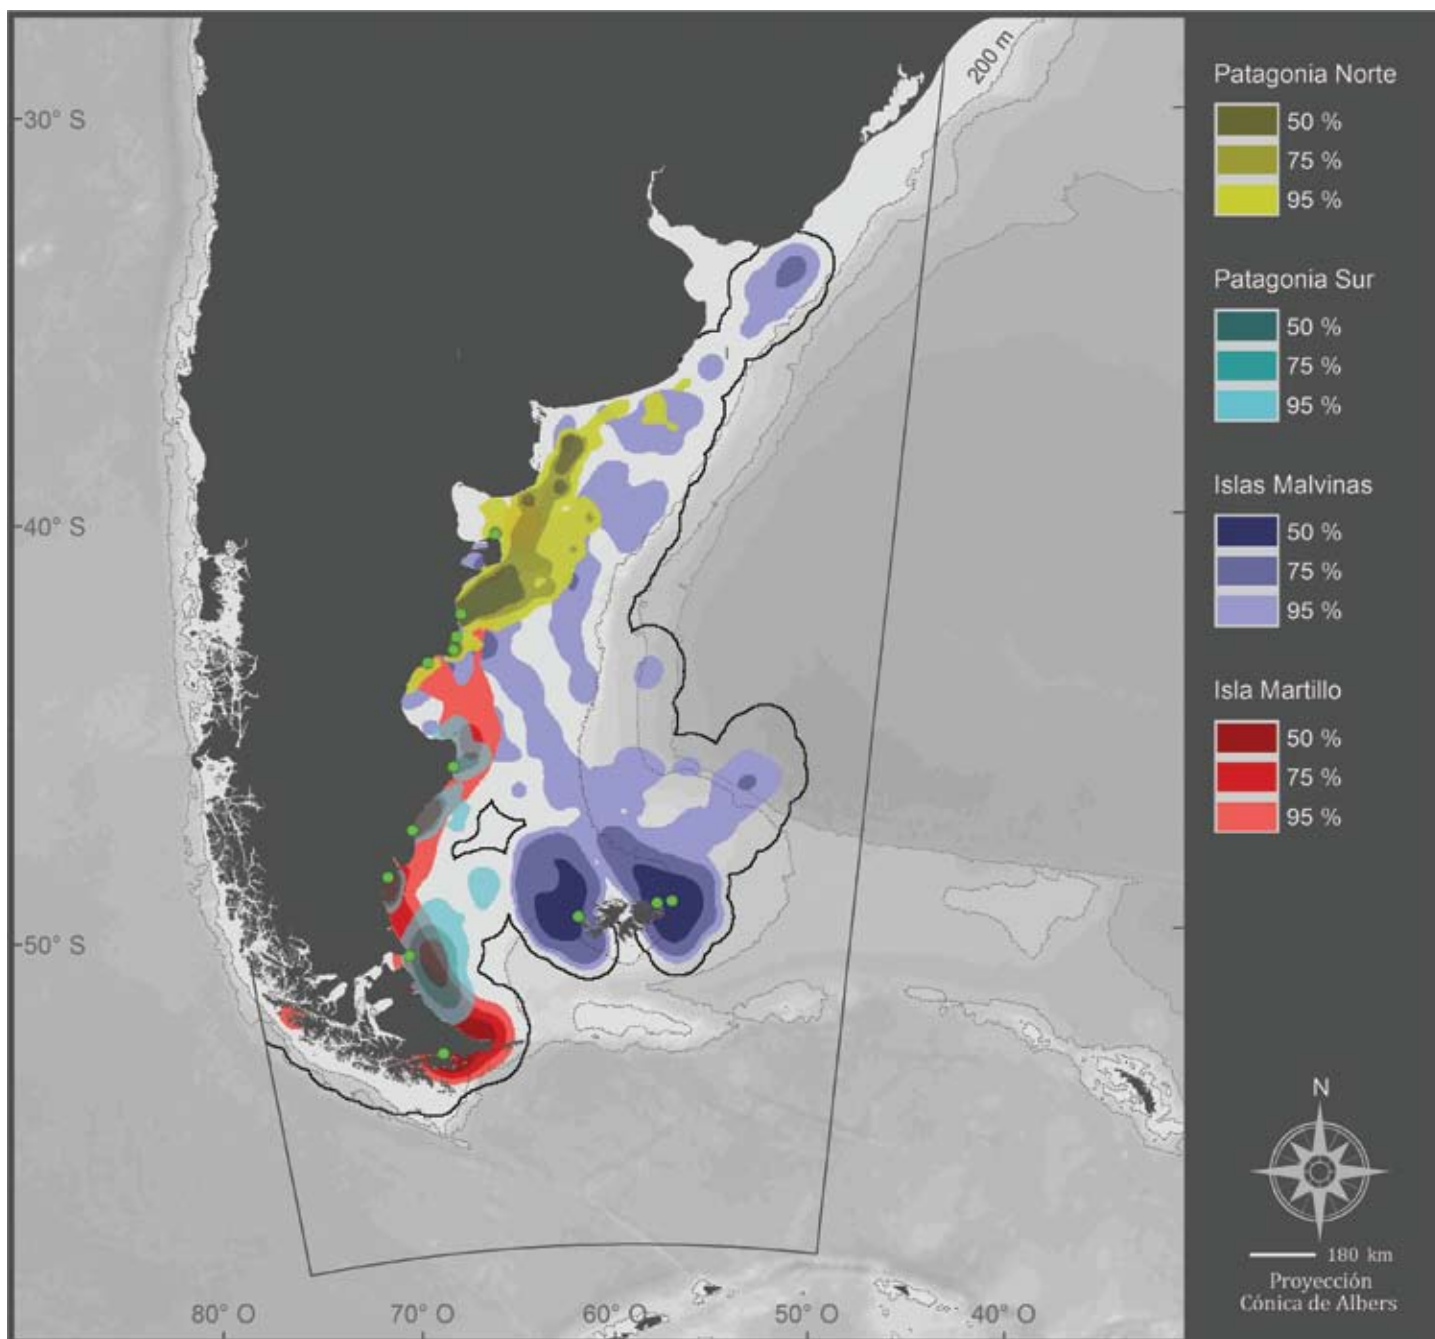 200 m
30° S
40° S
50° S
80° O
70° O
60° O
50° O
40° O
Patagonia Norte
50 %
75 %
95 %
Patagonia Sur
50 %
75 %
95 %
Islas Malvinas
50 %
75 %
95 %
Isla Martillo
50 %
75 %
95 %
N
180 km
Proyección
Cónica de Albers